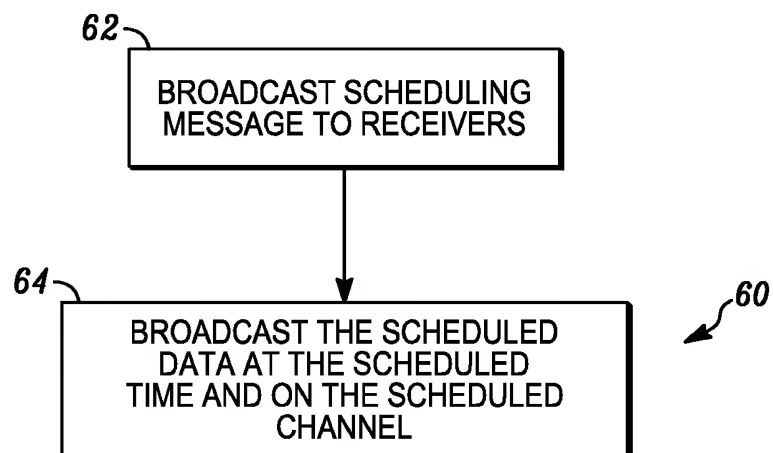 62
BROADCAST SCHEDULING
MESSAGE TO RECEIVERS
64
60
BROADCAST THE SCHEDULED
DATA AT THE SCHEDULED
TIME AND ON THE SCHEDULED
CHANNEL